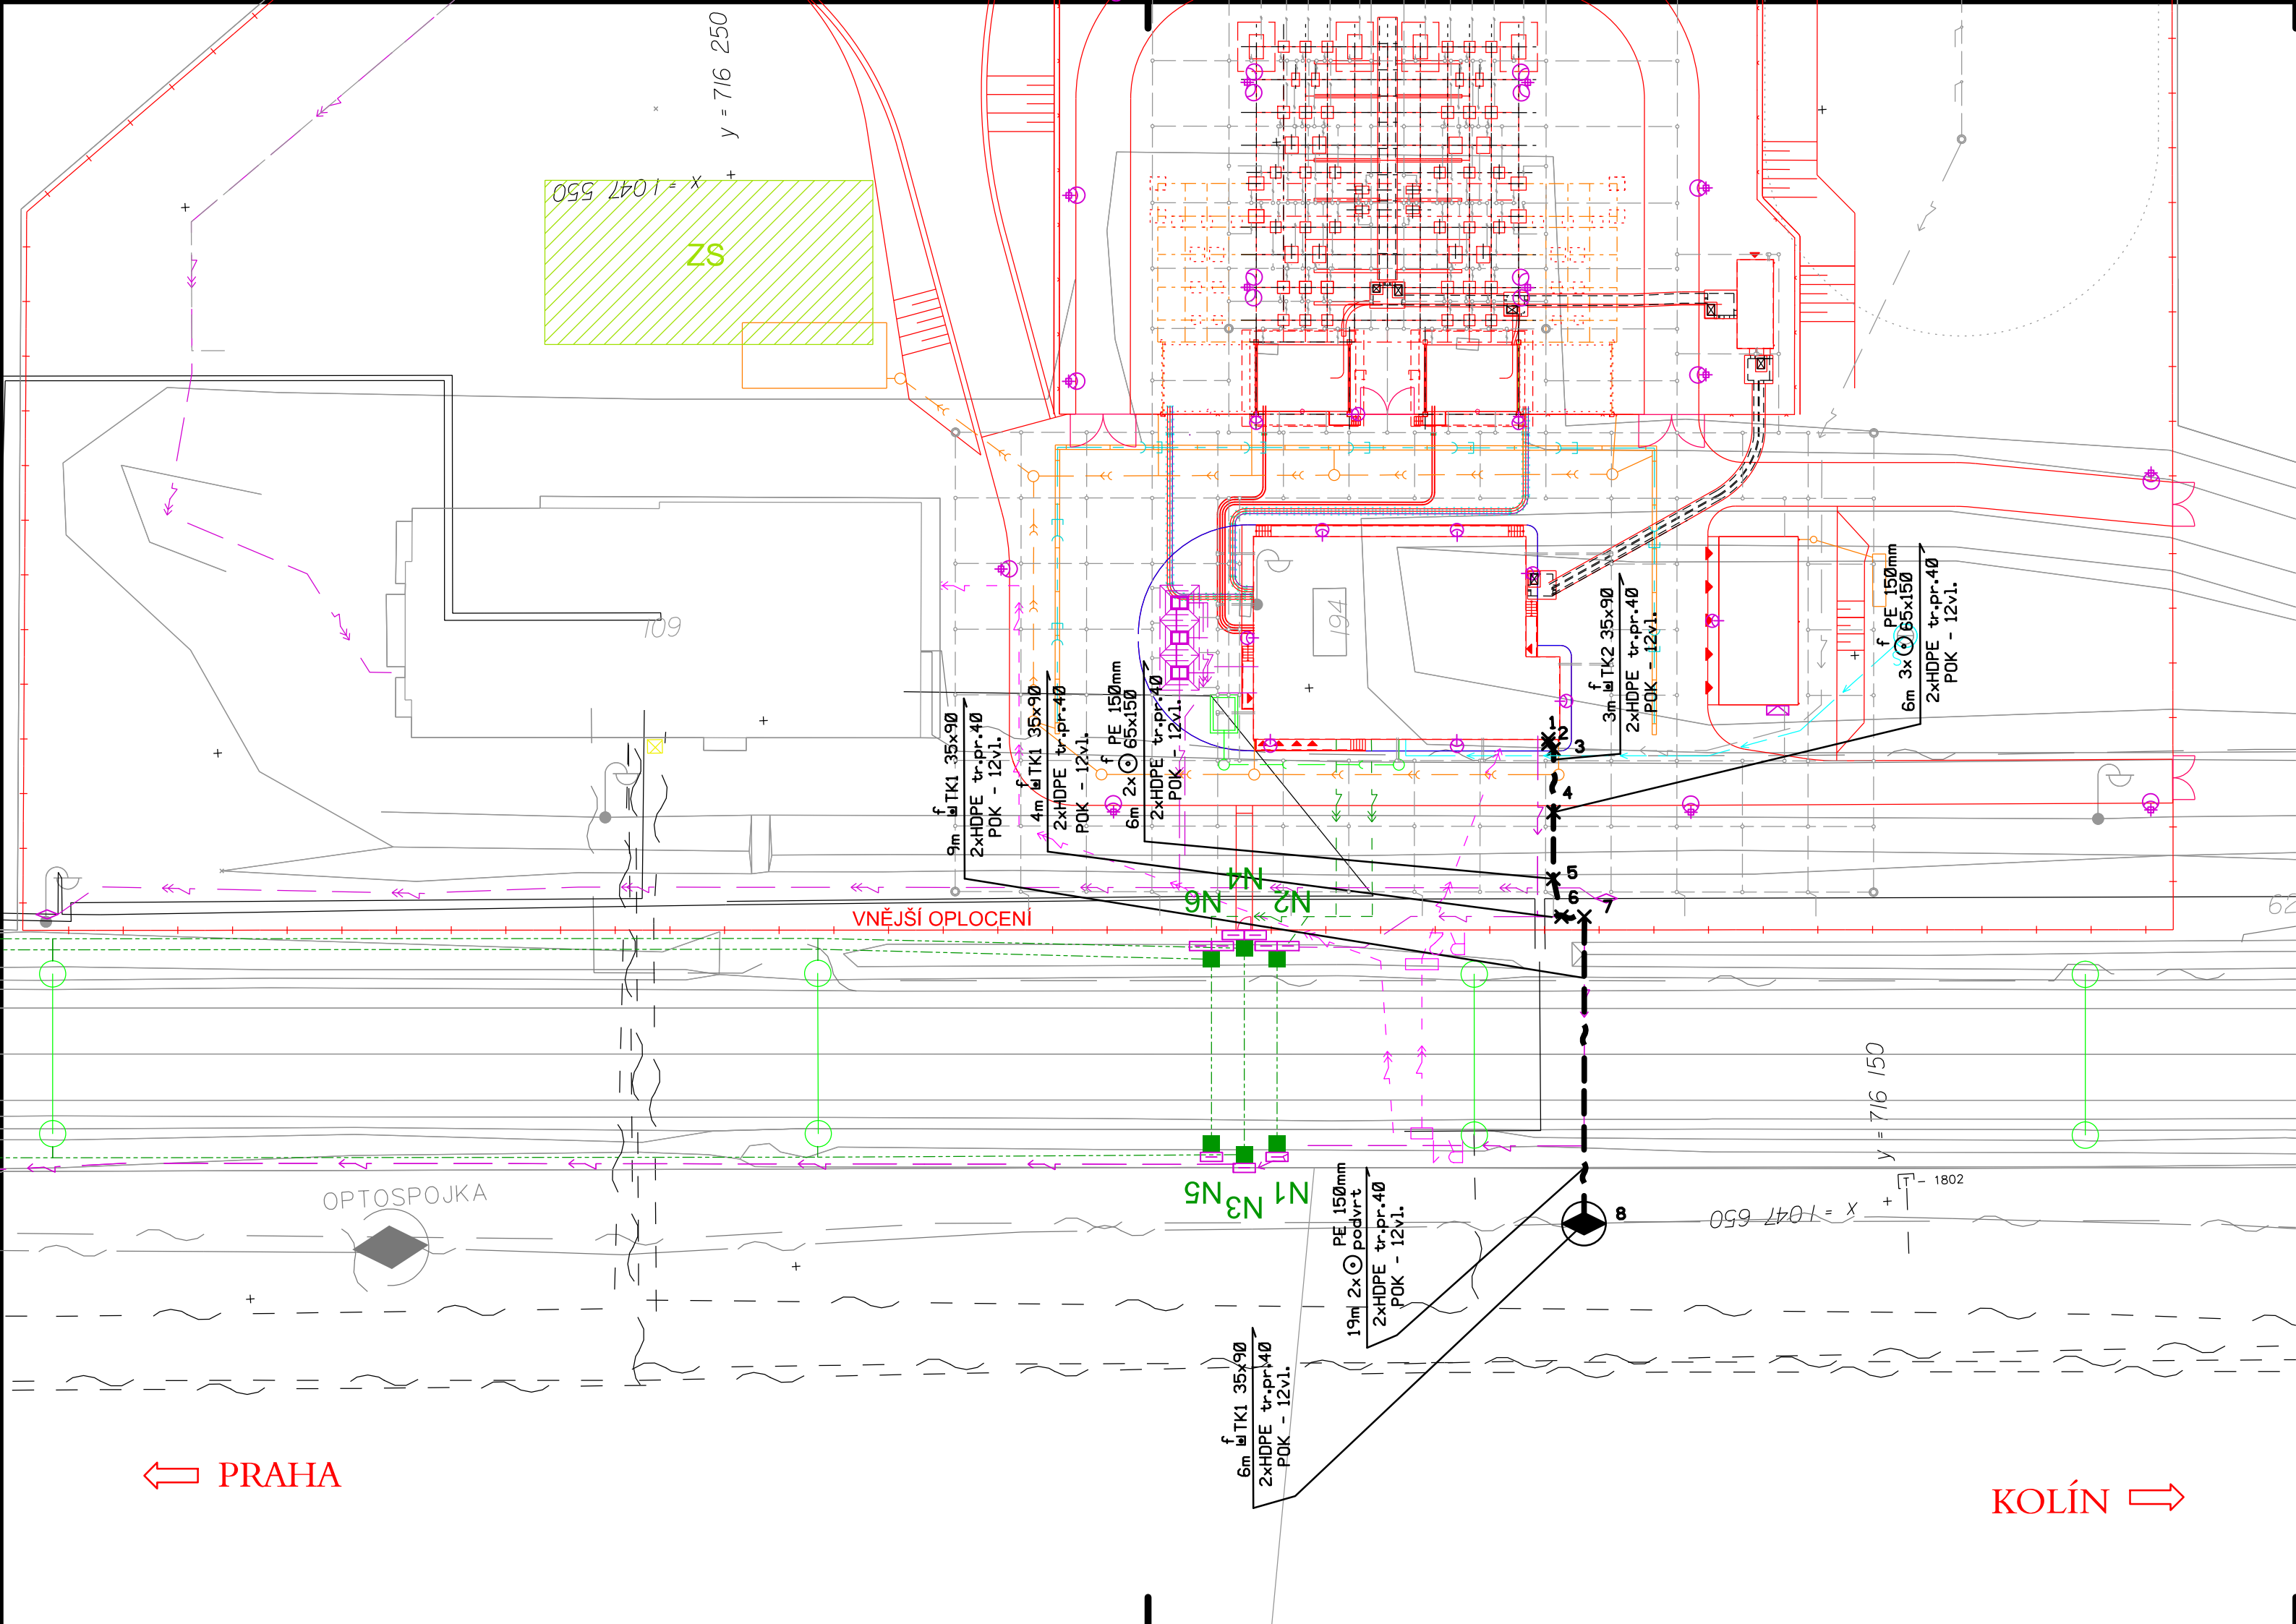 y = 716 250
x = 1 047 550
ZS
109
194
9m TK1 35x90
2xHDPE tr.pr.40
POK - 12vl.
4m TK1 35x90
2xHDPE tr.pr.40
POK - 12vl.
PE 150mm
6m 2x 65x150
2xHDPE tr.pr.40
POK - 12vl.
3m TK2 35x90
2xHDPE tr.pr.40
POK - 12vl.
PE 150mm
6m 3x 65x150
2xHDPE tr.pr.40
POK - 12vl.
1
2
3
4
5
6
7
N6
N4
N2
VNĚJŠÍ OPLOCENÍ
R2
R1
N5
N3
N1
OPTOSPOJKA
PE 150mm
19m 2x podvrt
2xHDPE tr.pr.40
POK - 12vl.
8
y = 716 150
x = 1 047 650
T - 1802
6m TK1 35x90
2xHDPE tr.pr.40
POK - 12vl.
PRAHA
KOLÍN